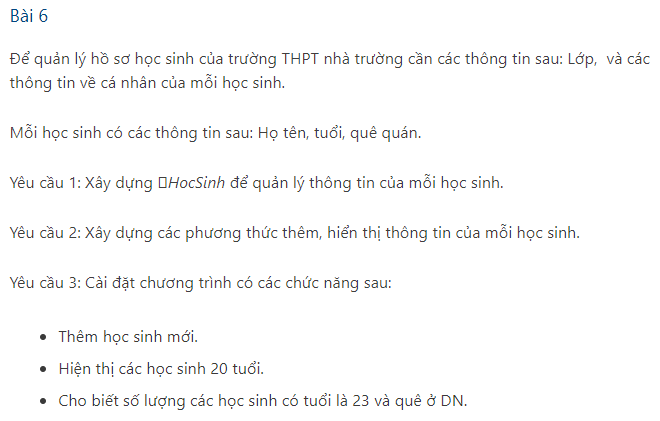 Bài 6
Để quản lý hồ sơ học sinh của trường THPT nhà trường cần các thông tin sau: Lớp, và các
thông tin về cá nhân của mỗi học sinh.
Mỗi học sinh có các thông tin sau: Họ tên, tuổi, quê quán.
Yêu cầu 1: Xây dựng HocSinh để quản lý thông tin của mỗi học sinh.
Yêu cầu 2: Xây dựng các phương thức thêm, hiển thị thông tin của mỗi học sinh.
Yêu cầu 3: Cài đặt chương trình có các chức năng sau:
• Thêm học sinh mới.
• Hiện thị các học sinh 20 tuổi.
• Cho biết số lượng các học sinh có tuổi là 23 và quê ở DN.